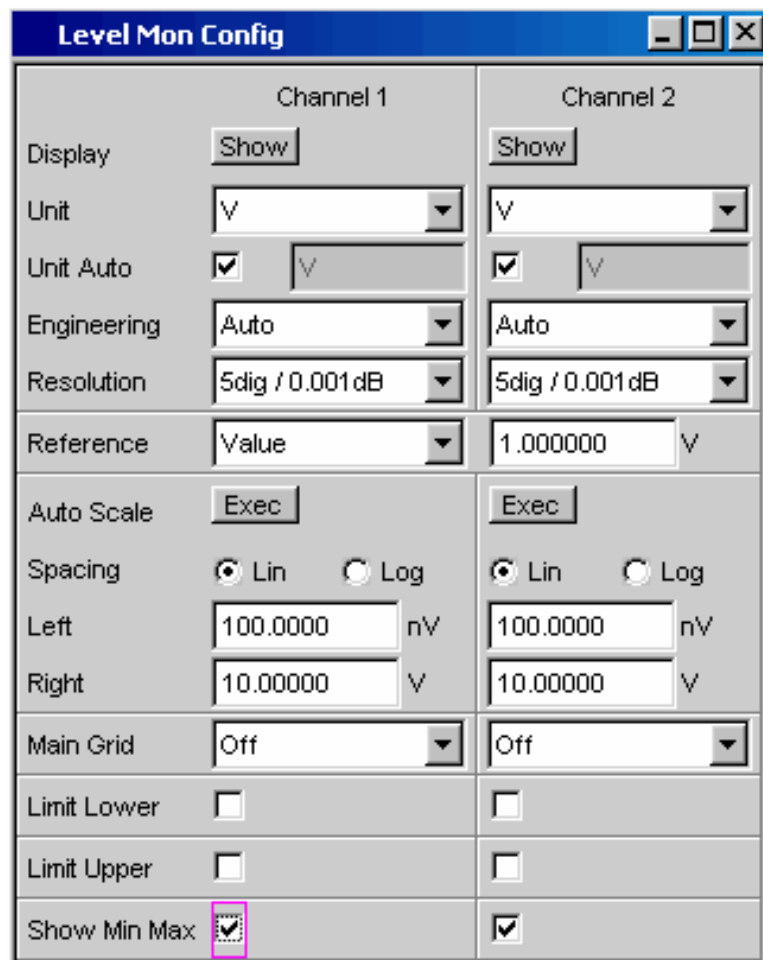 Level Mon Config
Channel 1 Channel 2
Display Show Show
Unit V V
Unit Auto V V
Engineering Auto Auto
Resolution 5dig / 0.001dB 5dig / 0.001dB
Reference Value 1.000000 V
Auto Scale Exec Exec
Spacing Lin Log Lin Log
Left 100.0000 nV 100.0000 nV
Right 10.00000 V 10.00000 V
Main Grid Off Off
Limit Lower
Limit Upper
Show Min Max